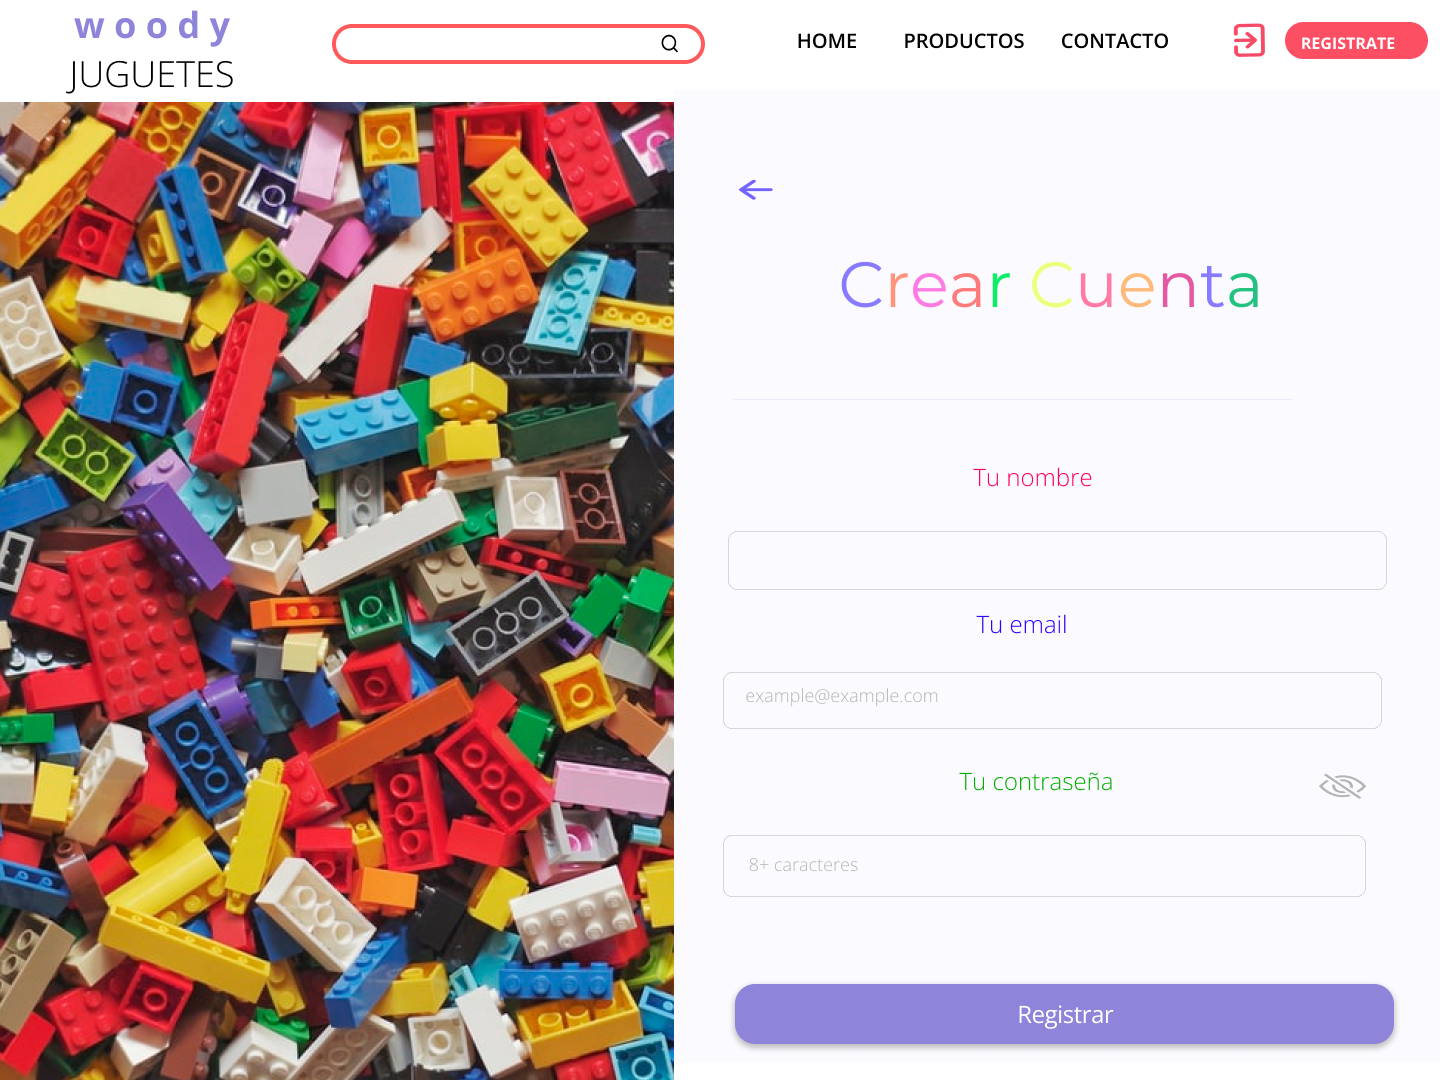 woody
JUGUETES
HOME PRODUCTOS CONTACTO REGISTRATE
Crear Cuenta
Tu nombre
Tu email
example@example.com
Tu contraseña
8+ caracteres
Registrar